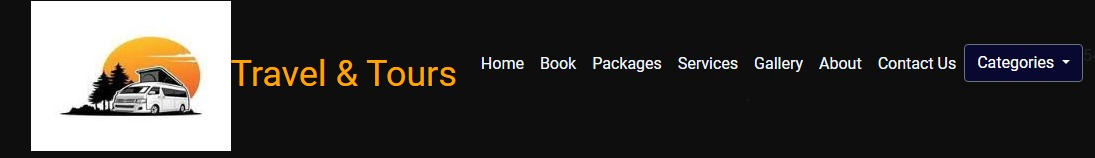 Travel & Tours
Home Book Packages Services Gallery About Contact Us Categories